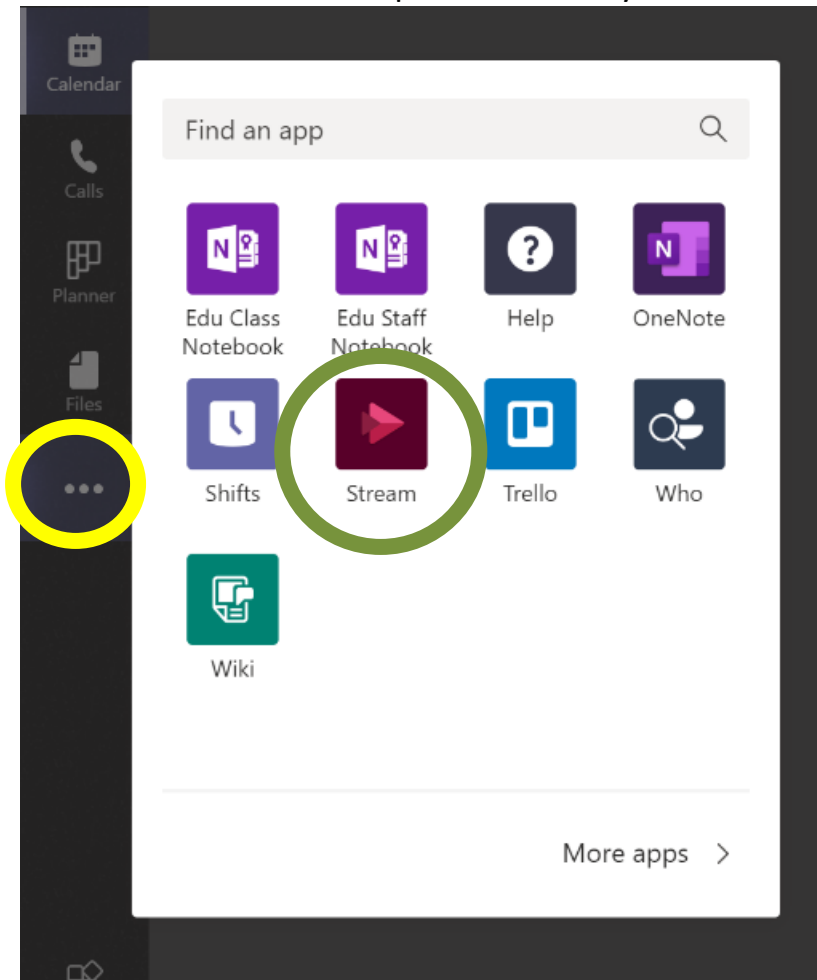 Calendar
Find an app
Calls
Planner
Files
Edu Class
Notebook
Edu Staff
Notebook
Help
OneNote
Shifts
Stream
Trello
Who
Wiki
More apps